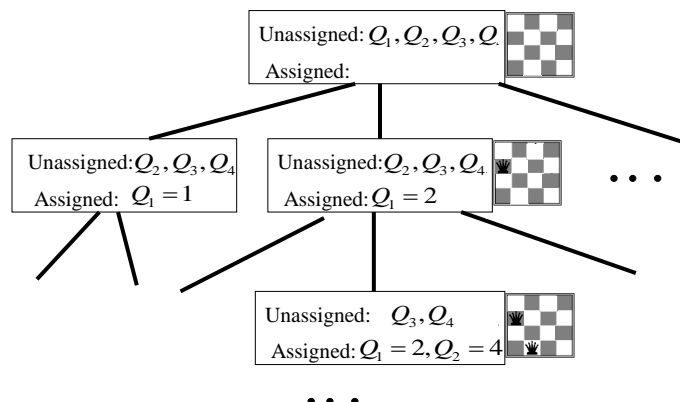 Unassigned: Q₁, Q₂, Q₃, Q
Assigned:
Unassigned: Q₂, Q₃, Q₄
Assigned: Q₁ = 1
Unassigned: Q₂, Q₃, Q₄
Assigned: Q₁ = 2
• • •
Unassigned: Q₃, Q₄
Assigned: Q₁ = 2, Q₂ = 4
• • •